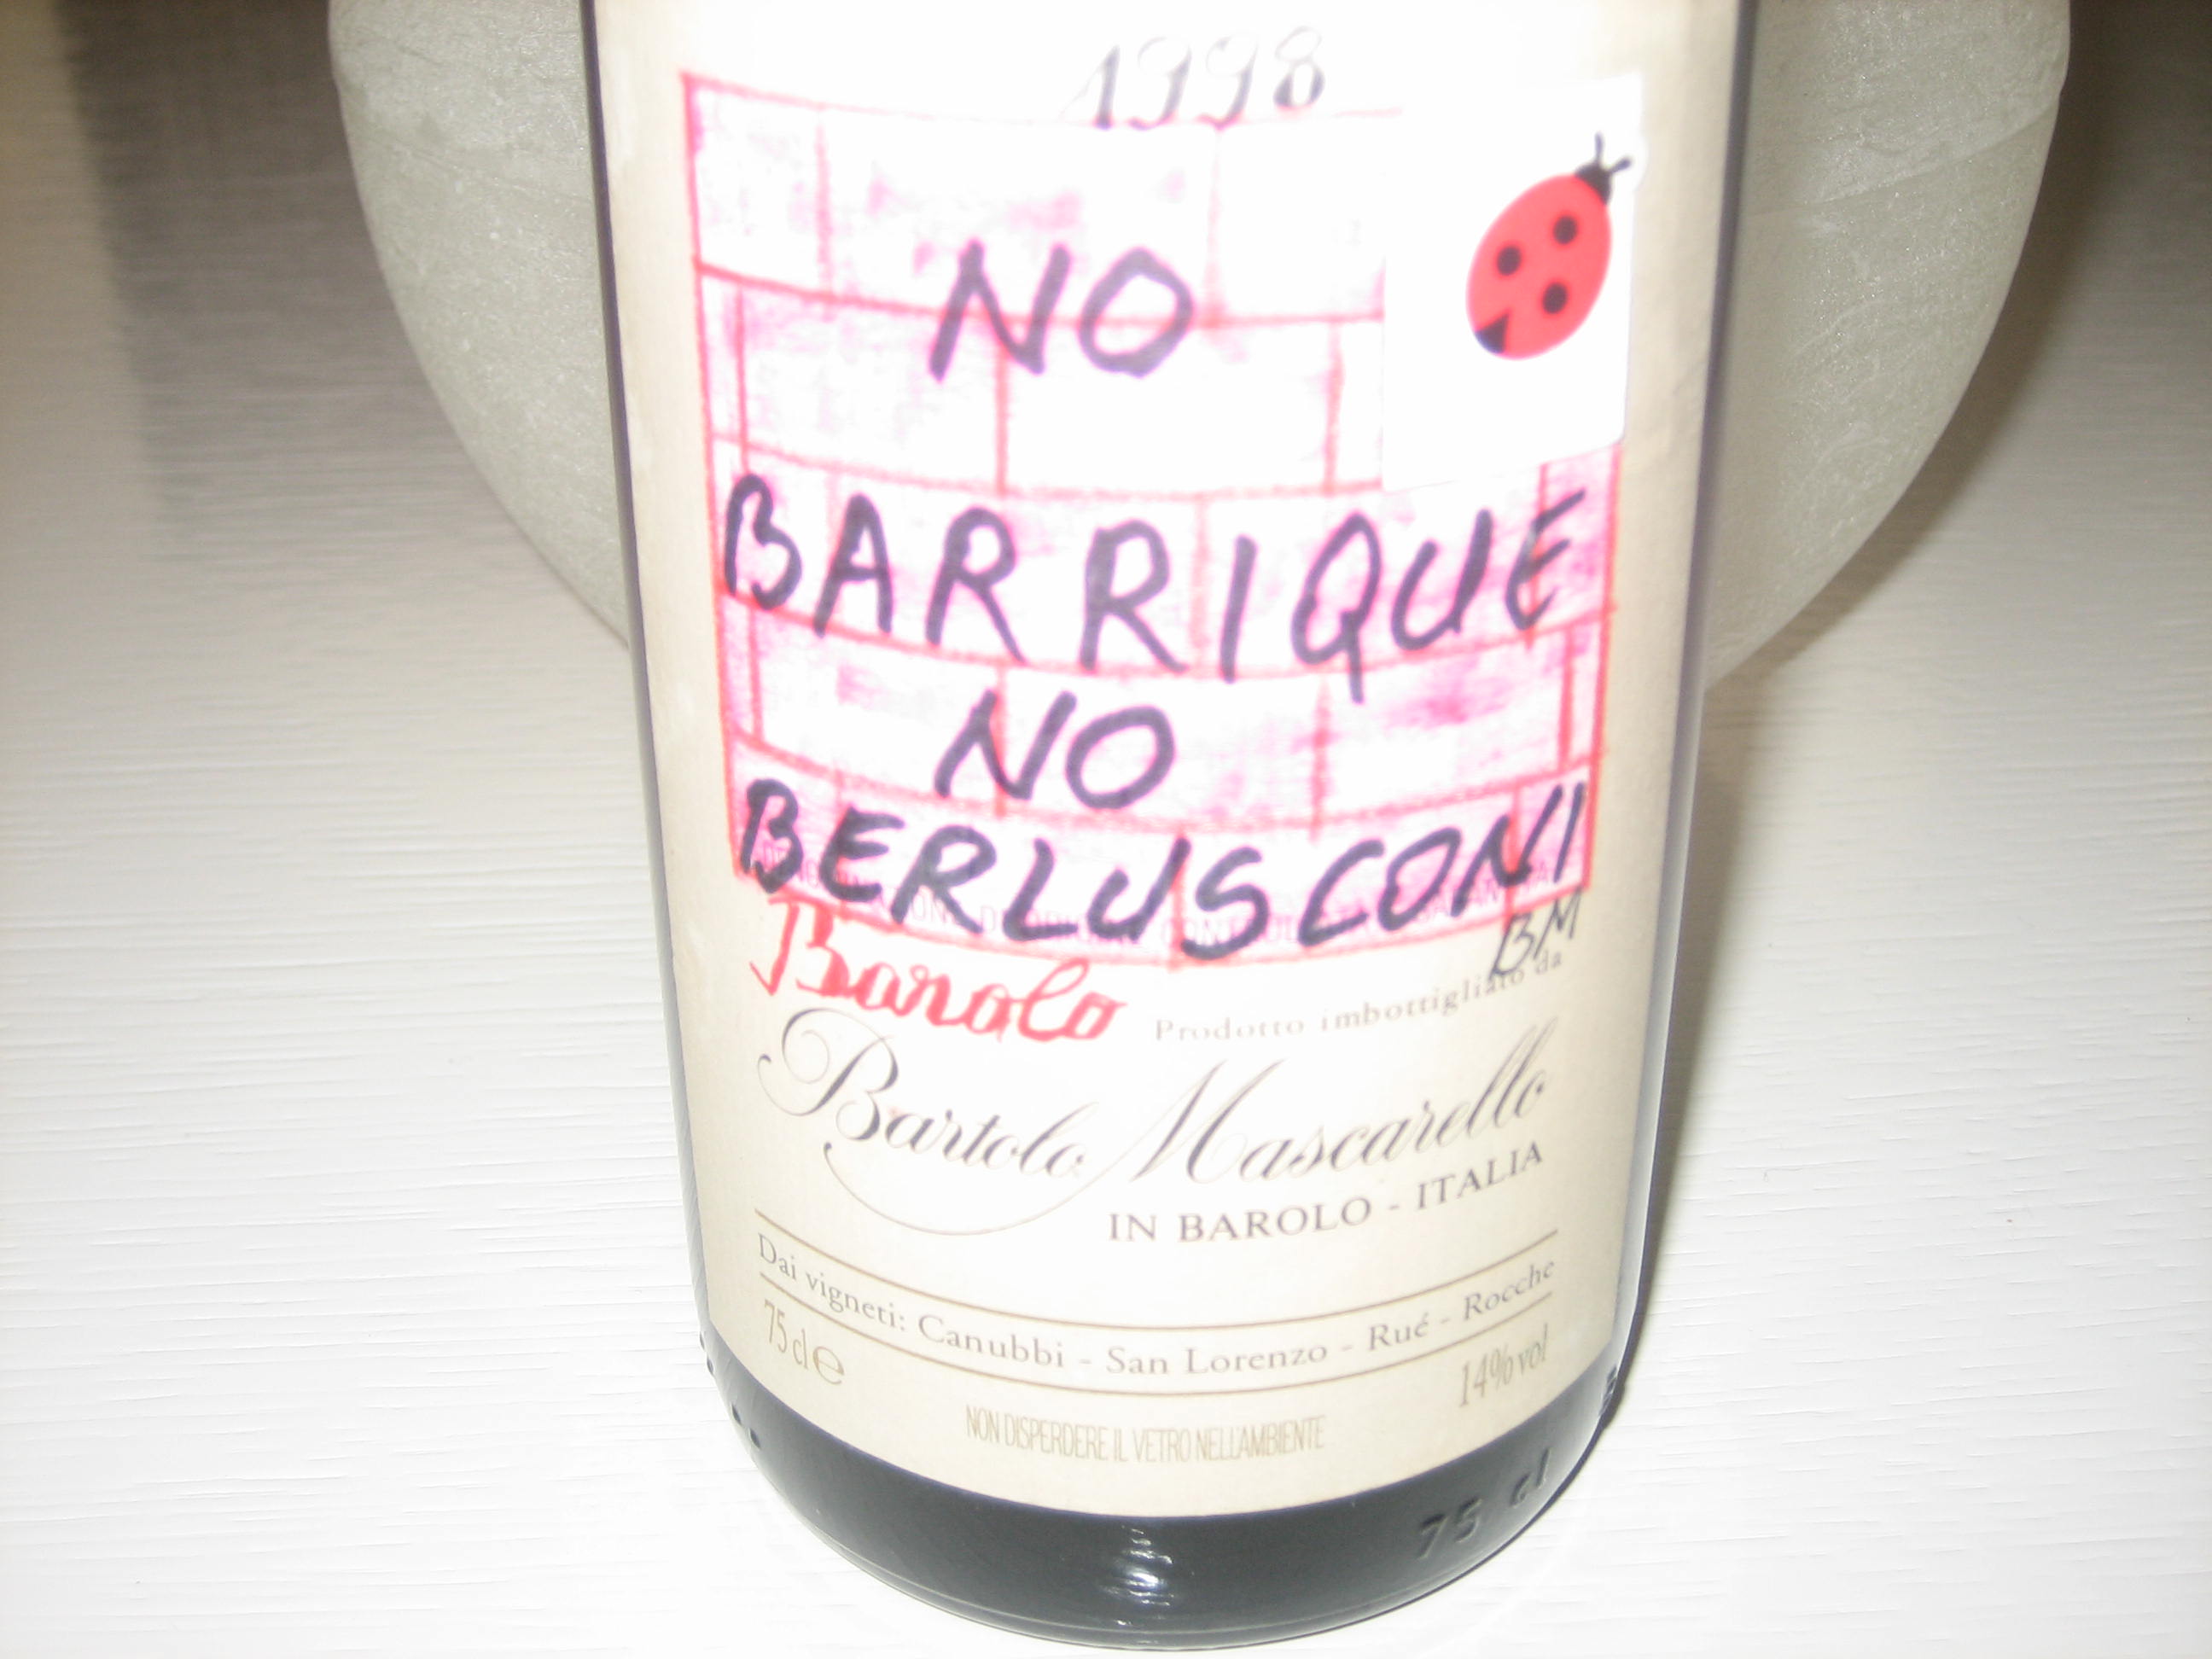 1998
NO
BARRIQUE
NO
BERLUSCONI
BM
Barolo
Prodotto imbottigliato da
Bartolo Mascarello
IN BAROLO - ITALIA
Dai vigneti: Canubbi - San Lorenzo - Rué - Rocche
75 cl e
14% vol
NON DISPERDERE IL VETRO NELL'AMBIENTE
75 cl